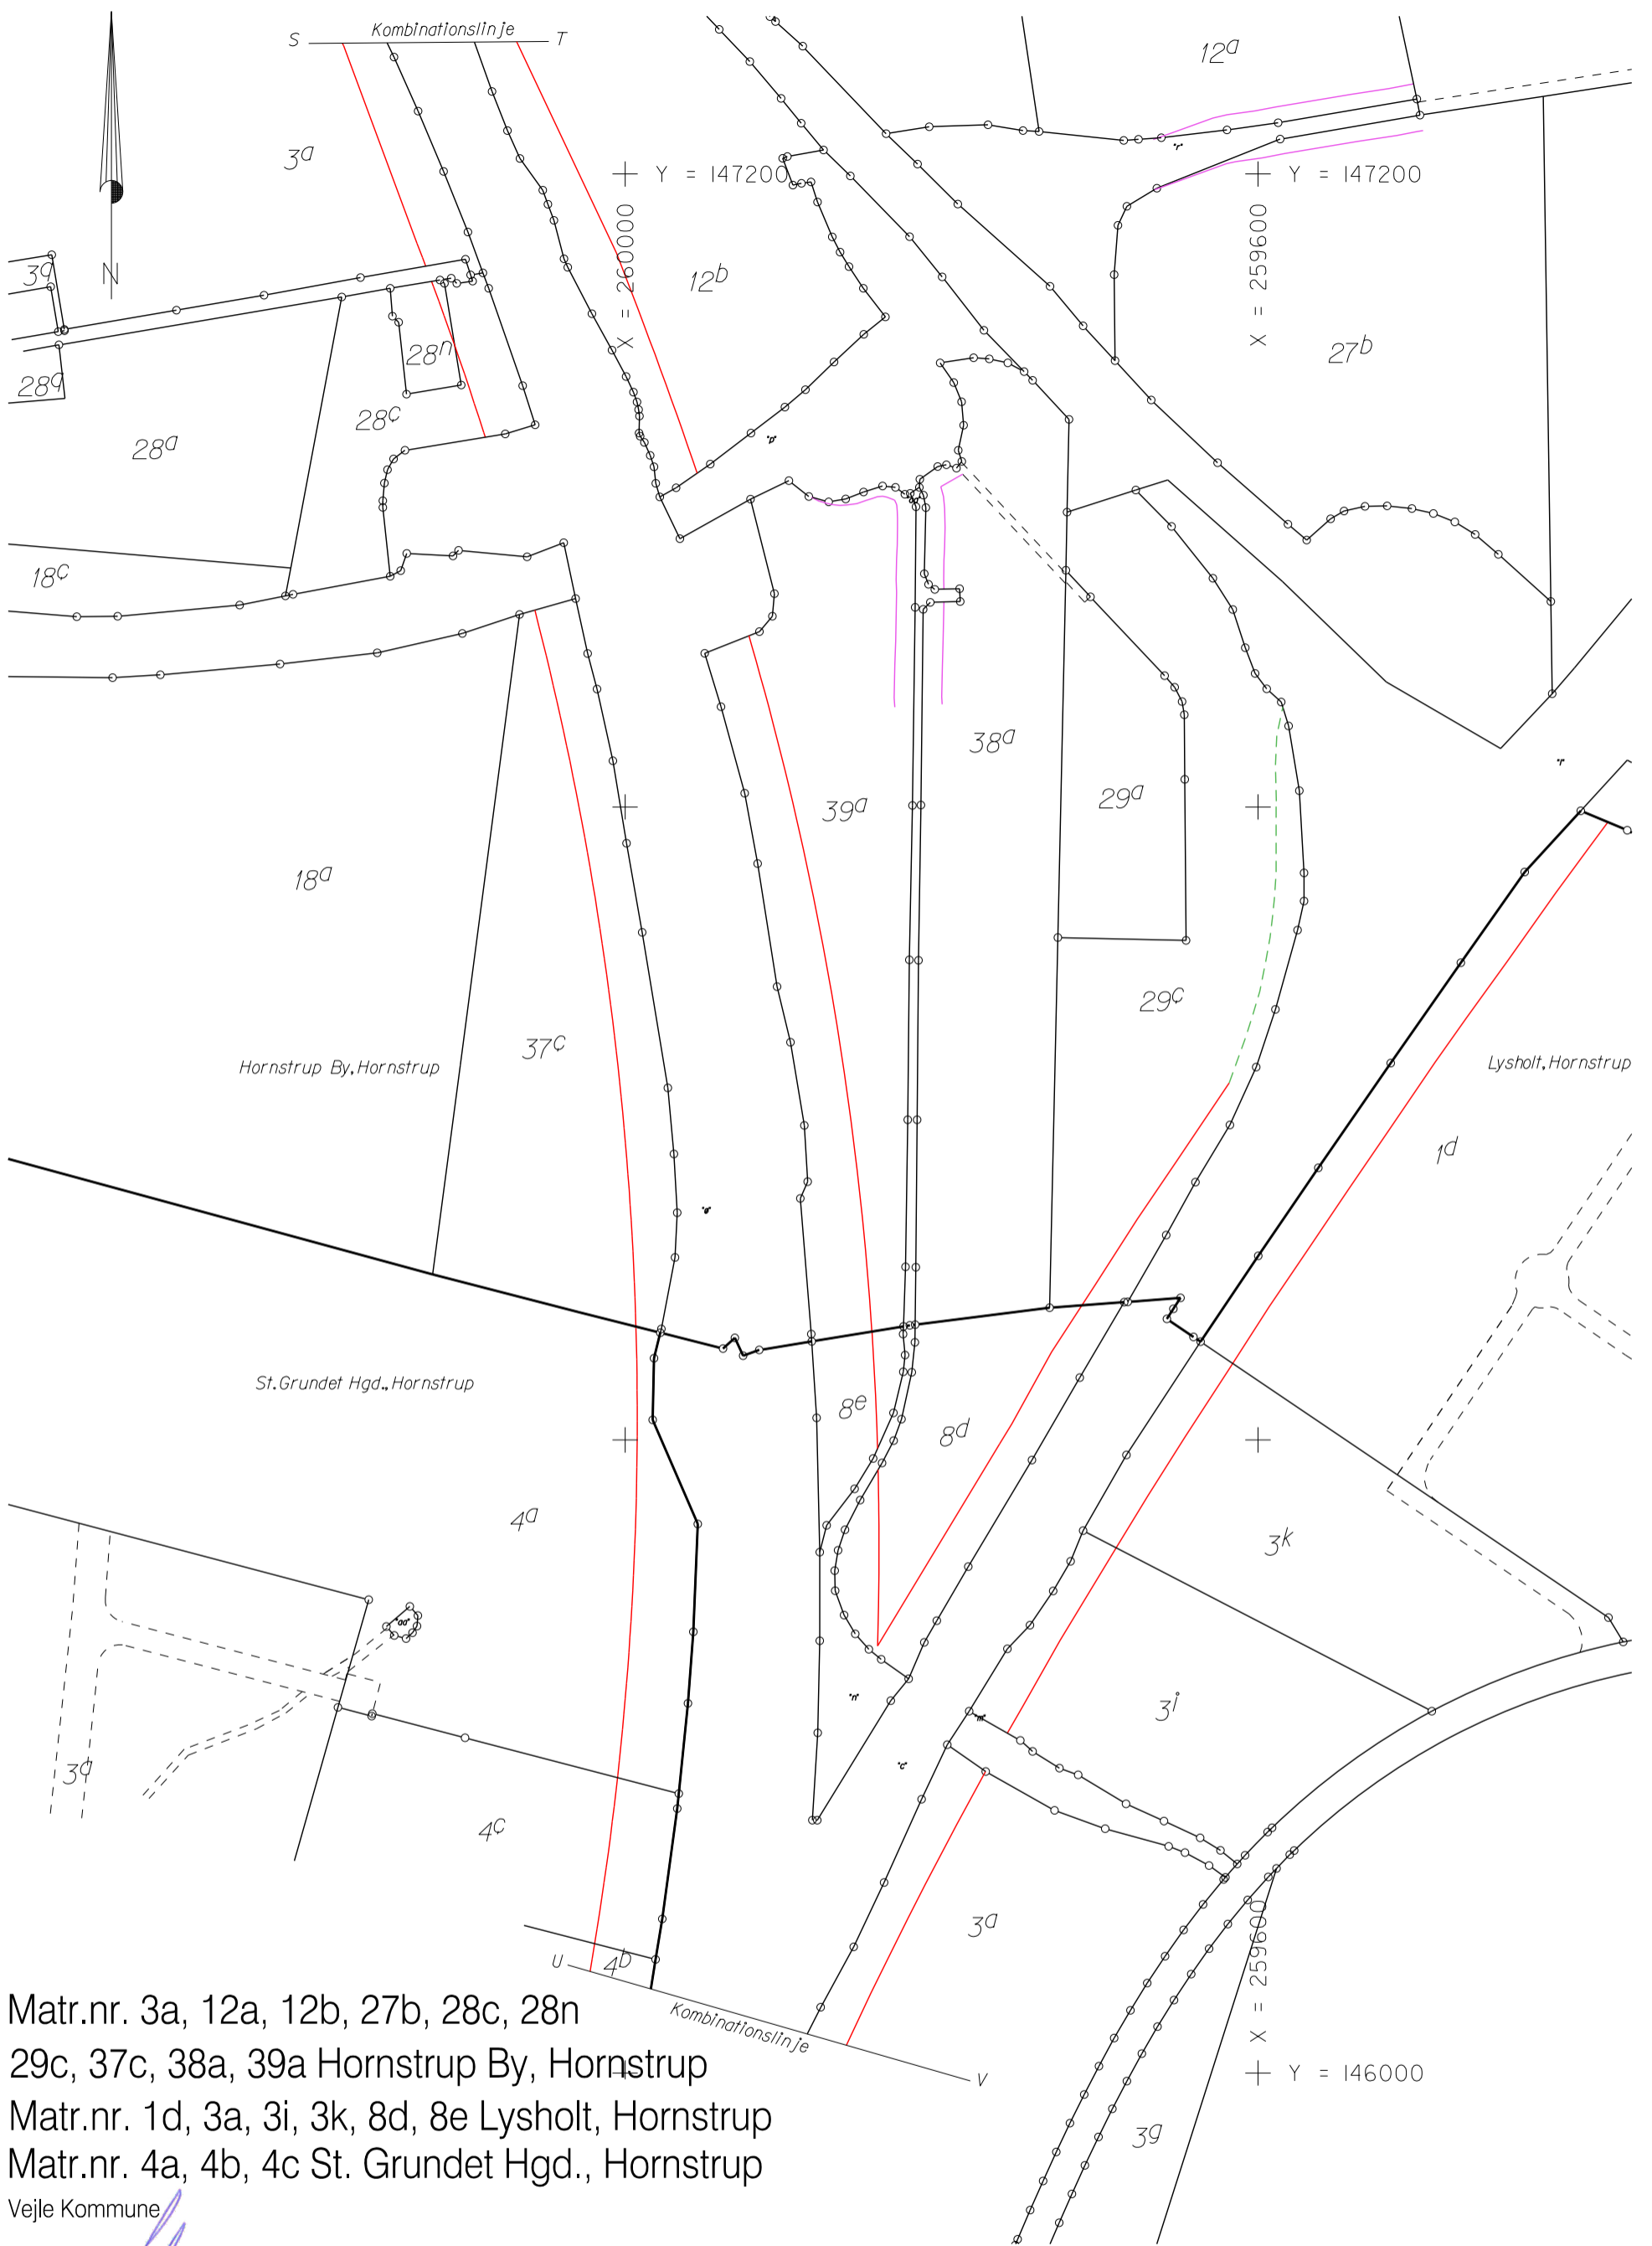 S Kombinationslinje T
12a
3a
"r"
Y = 147200
Y = 147200
X = 260000
X = 259600
N
3q
12b
27b
28n
28q
28c
28a
"p"
18c
38a
"r"
39a
29a
18a
29c
37c
Hornstrup By, Hornstrup
Lysholt, Hornstrup
1d
St.Grundet Hgd., Hornstrup
8e
8d
4a
3k
"aa"
"n"
3i
"m"
3q
"c"
4c
3a
X = 259600
U 4b
Kombinationslinje
V
Y = 146000
3g
Matr.nr. 3a, 12a, 12b, 27b, 28c, 28n
29c, 37c, 38a, 39a Hornstrup By, Hornstrup
Matr.nr. 1d, 3a, 3i, 3k, 8d, 8e Lysholt, Hornstrup
Matr.nr. 4a, 4b, 4c St. Grundet Hgd., Hornstrup
Vejle Kommune